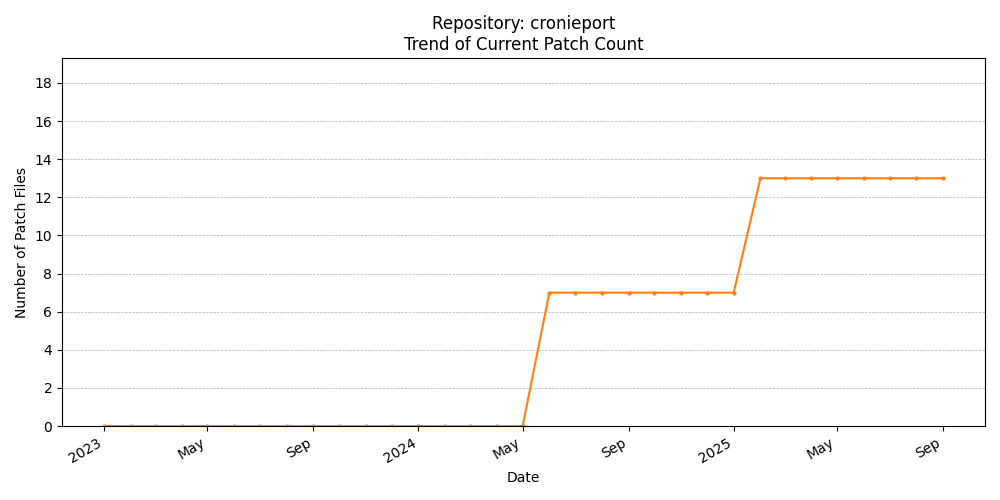 Repository: cronieport
Trend of Current Patch Count
Number of Patch Files
18
16
14
12
10
8
6
4
2
0
2023
May
Sep
2024
May
Sep
2025
May
Sep
Date